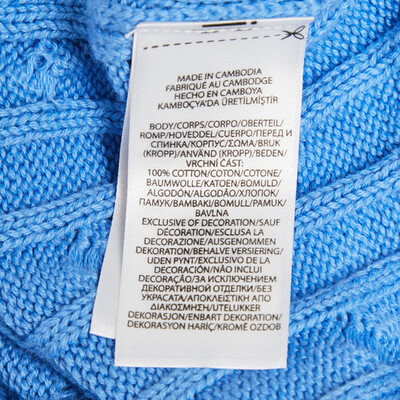 MADE IN CAMBODIA
FABRIQUÉ AU CAMBODGE
HECHO EN CAMBOYA
KAMBOÇYA'DA ÜRETİLMİŞTİR
BODY/CORPS/CORPO/OBERTEIL/
ROMP/HOVEDDEL/CUERPO/ПЕРЕД И
СПИНКА/КОРПУС/ΣΩΜΑ/BRUK
(KROPP)/ANVÄND (KROPP)/BEDEN/
VRCHNÍ ČÁST:
100% COTTON/COTON/COTONE/
BAUMWOLLE/KATOEN/BOMULD/
ALGODÓN/ALGODÃO/ХЛОПОК/
ПАМУК/ΒΑΜΒΑΚΙ/BOMULL/PAMUK/
BAVLNA
EXCLUSIVE OF DECORATION/SAUF
DÉCORATION/ESCLUSA LA
DECORAZIONE/AUSGENOMMEN
DEKORATION/BEHALVE VERSIERING/
UDEN PYNT/EXCLUSIVO DE LA
DECORACIÓN/NÃO INCLUI
DECORAÇÃO/ЗА ИСКЛЮЧЕНИЕМ
ДЕКОРАТИВНОЙ ОТДЕЛКИ/БЕЗ
УКРАСАТА/ΑΠΟΚΛΕΙΕΤΑΙ ΑΠΟ
ΔΙΑΚΟΣΜΗΣΗ/UTELUKKER
DEKORASJON/ENBART DEKORATION/
DEKORASYON HARİÇ/KROMĚ OZDOB